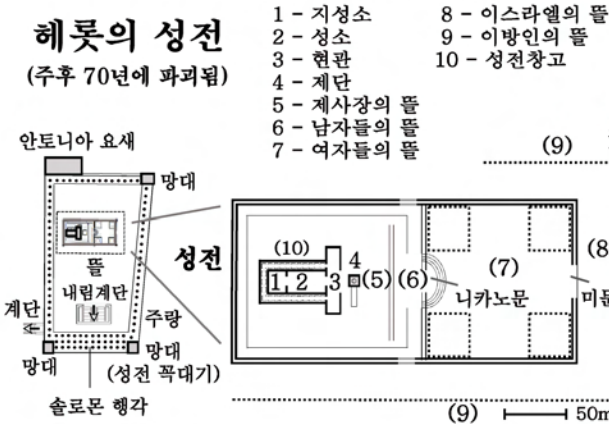 헤롯의 성전
(주후 70년에 파괴됨)
1 - 지성소
2 - 성소
3 - 현관
4 - 제단
5 - 제사장의 뜰
6 - 남자들의 뜰
7 - 여자들의 뜰
8 - 이스라엘의 뜰
9 - 이방인의 뜰
10 - 성전창고
(9)
안토니아 요새
망대
성전
뜰
내림계단
계단
주랑
망대
망대
(성전 꼭대기)
솔로몬 행각
(10)
1
2
3
4
(5)
(6)
(7)
(8
니카노문
(9)
50m